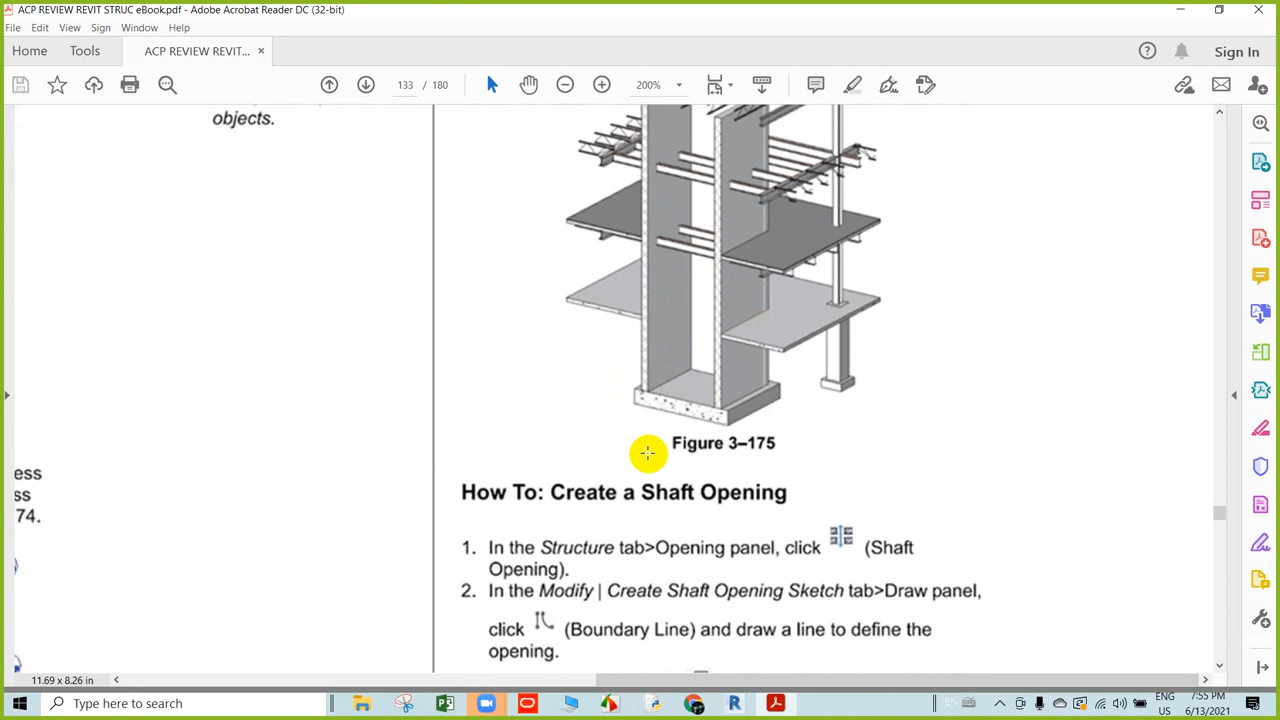 ACP REVIEW REVIT STRUC eBook.pdf - Adobe Acrobat Reader DC (32-bit)
File Edit View Sign Window Help
Home Tools ACP REVIEW REVIT... × Sign In
133 / 180 200%
objects.
Figure 3–175
How To: Create a Shaft Opening
1. In the Structure tab>Opening panel, click (Shaft
Opening).
2. In the Modify | Create Shaft Opening Sketch tab>Draw panel,
click (Boundary Line) and draw a line to define the
opening.
ess
ss
74.
11.69 x 8.26 in
Type here to search
ENG
US
7:55 PM
6/13/2021